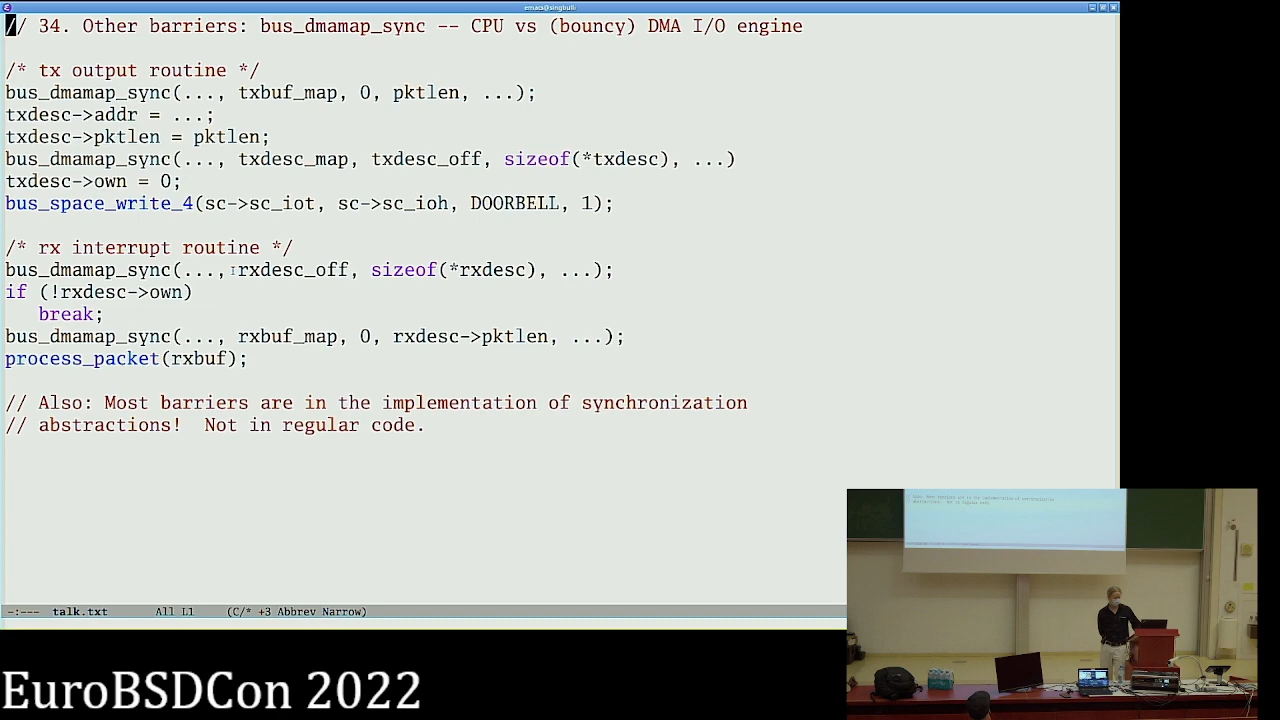 emacs@singbulli
// 34. Other barriers: bus_dmamap_sync -- CPU vs (bouncy) DMA I/O engine
/* tx output routine */
bus_dmamap_sync(..., txbuf_map, 0, pktlen, ...);
txdesc->addr = ...;
txdesc->pktlen = pktlen;
bus_dmamap_sync(..., txdesc_map, txdesc_off, sizeof(*txdesc), ...)
txdesc->own = 0;
bus_space_write_4(sc->sc_iot, sc->sc_ioh, DOORBELL, 1);
/* rx interrupt routine */
bus_dmamap_sync(..., rxdesc_off, sizeof(*rxdesc), ...);
if (!rxdesc->own)
break;
bus_dmamap_sync(..., rxbuf_map, 0, rxdesc->pktlen, ...);
process_packet(rxbuf);
// Also: Most barriers are in the implementation of synchronization
// abstractions!  Not in regular code.
-:--- talk.txt All L1 (C/* +3 Abbrev Narrow)
EuroBSDCon 2022